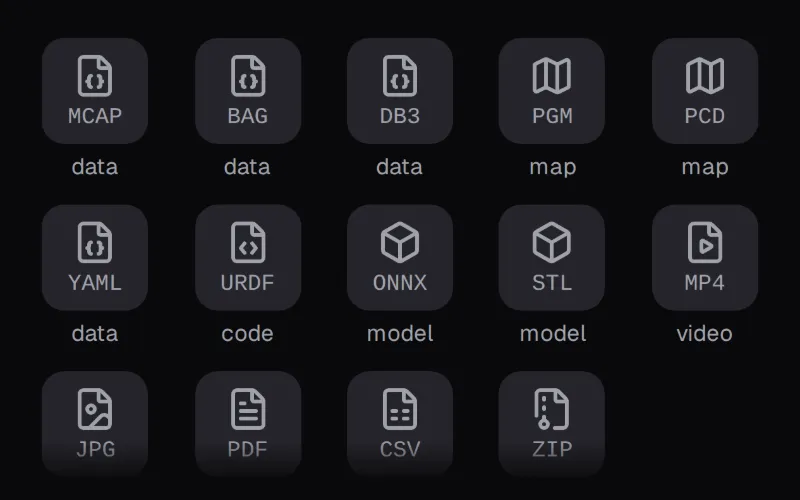 MCAP BAG DB3 PGM PCD
data data data map map
YAML URDF ONNX STL MP4
data code model model video
JPG PDF CSV ZIP